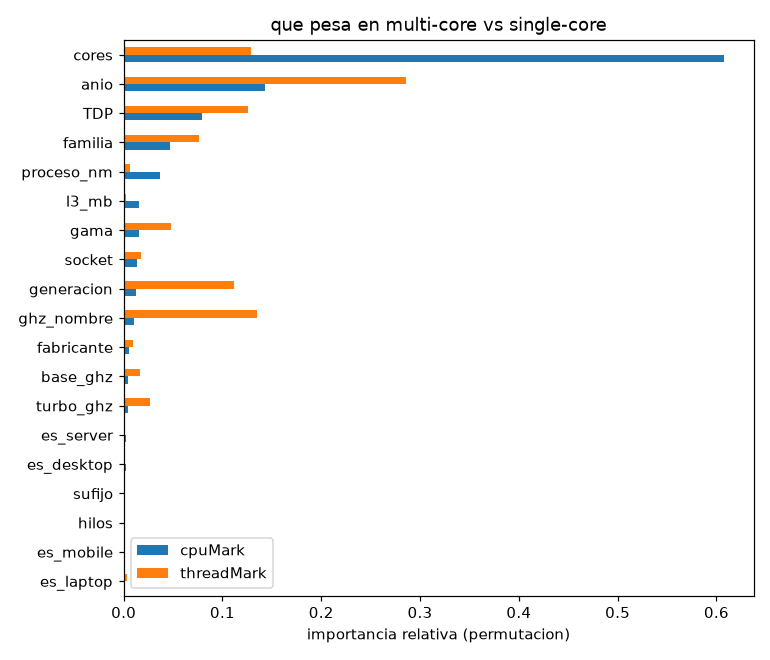 que pesa en multi-core vs single-core
cores
anio
TDP
familia
proceso_nm
l3_mb
gama
socket
generacion
ghz_nombre
fabricante
base_ghz
turbo_ghz
es_server
es_desktop
sufijo
hilos
es_mobile
es_laptop
cpuMark
threadMark
0.0 0.1 0.2 0.3 0.4 0.5 0.6
importancia relativa (permutacion)